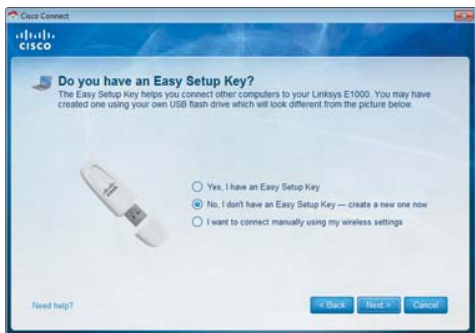 Cisco Connect
CISCO
Do you have an Easy Setup Key?
The Easy Setup Key helps you connect other computers to your Linksys E1000. You may have
created one using your own USB flash drive which will look different from the picture below.
Yes, I have an Easy Setup Key
No, I don't have an Easy Setup Key — create a new one now
I want to connect manually using my wireless settings
Need help?
< Back
Next >
Cancel